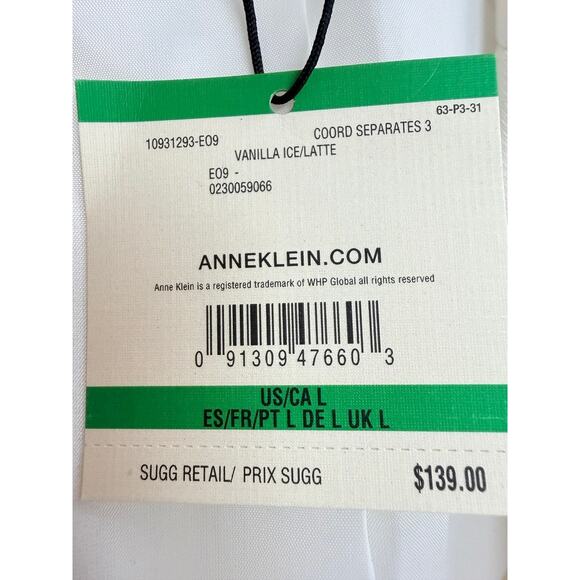 63-P3-31
10931293-E09 COORD SEPARATES 3
VANILLA ICE/LATTE
E09 -
0230059066
ANNEKLEIN.COM
Anne Klein is a registered trademark of WHP Global all rights reserved
0 91309 47660 3
US/CA L
ES/FR/PT L DE L UK L
SUGG RETAIL/ PRIX SUGG $139.00